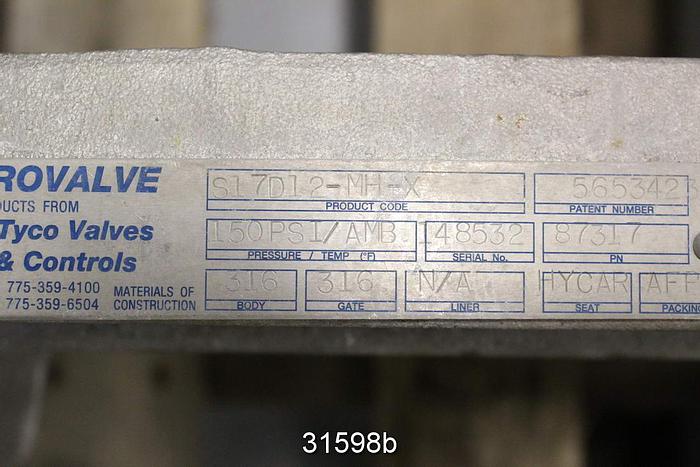 ROVALVE
DUCTS FROM
Tyco Valves
& Controls
775-359-4100
775-359-6504
MATERIALS OF
CONSTRUCTION
S17D12-MH-X
PRODUCT CODE
565342
PATENT NUMBER
150PSI/AMB
PRESSURE / TEMP (°F)
148532
SERIAL No.
87317
PN
316
BODY
316
GATE
N/A
LINER
HYCAR
SEAT
AFF
PACKING
31598b